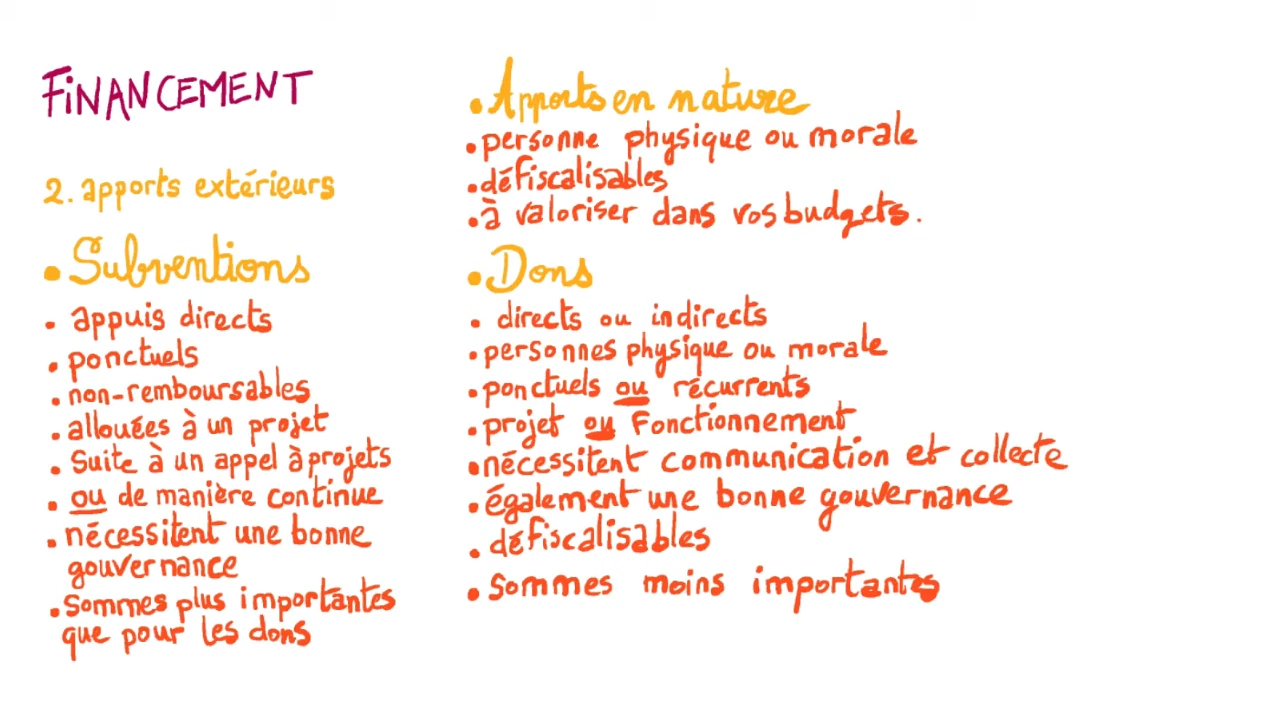 FiNANCEMENT
2. apports extérieurs
• Subventions
• appuis directs
• ponctuels
• non-remboursables
• allouées à un projet
• Suite à un appel à projets
• ou de manière continue
• nécessitent une bonne
gouvernance
• Sommes plus importantes
que pour les dons
• Apports en nature
• personne physique ou morale
• défiscalisables
• à valoriser dans vos budgets.
• Dons
• directs ou indirects
• personnes physique ou morale
• ponctuels ou récurrents
• projet ou Fonctionnement
• nécessitent communication et collecte
• également une bonne gouvernance
• défiscalisables
• sommes moins importantes